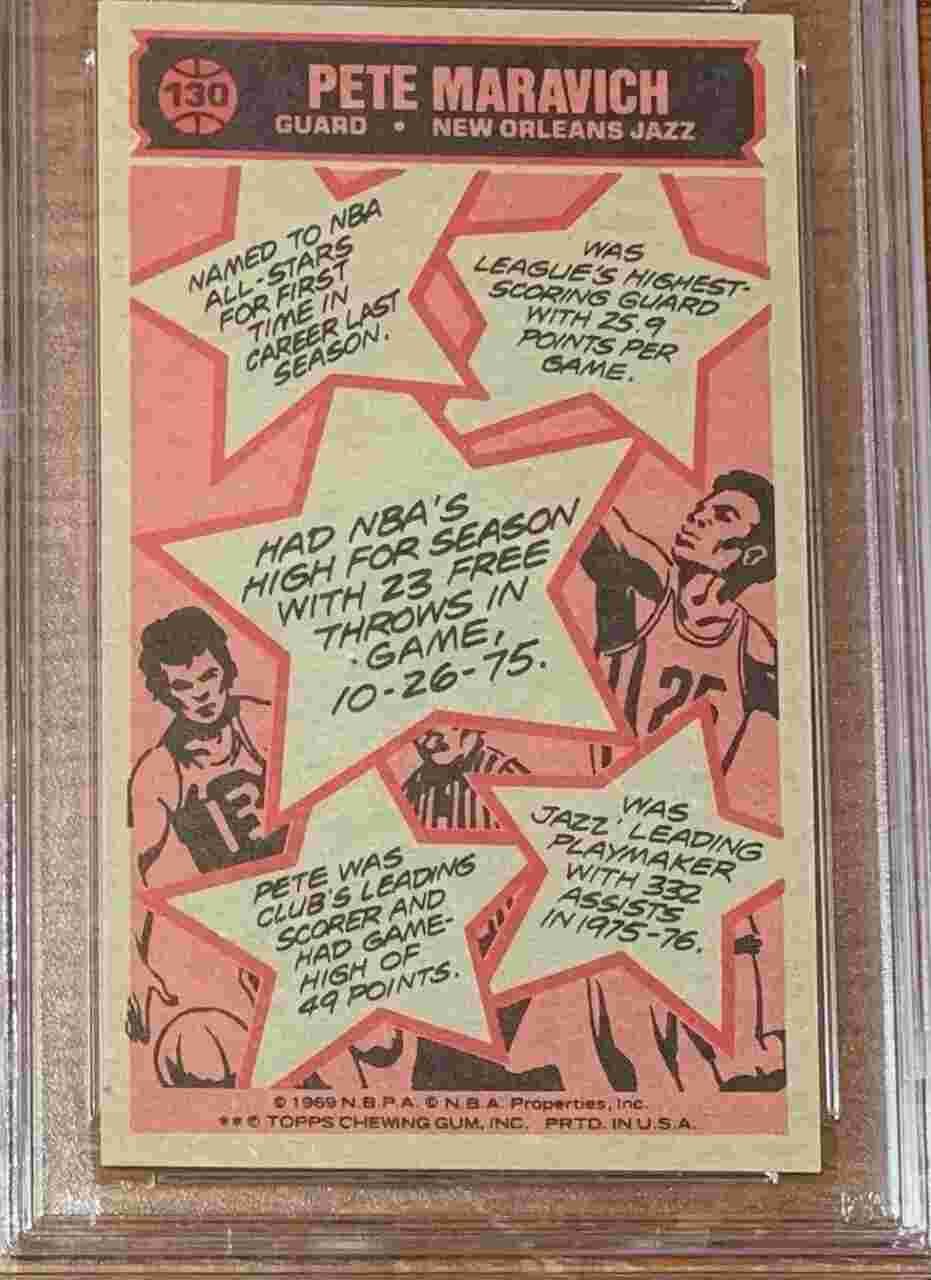 130
PETE MARAVICH
GUARD • NEW ORLEANS JAZZ
NAMED TO NBA
ALL-STARS
FOR FIRST
TIME IN
CAREER LAST
SEASON.
WAS
LEAGUE'S HIGHEST-
SCORING GUARD
WITH 25.9
POINTS PER
GAME.
HAD NBA'S
HIGH FOR SEASON
WITH 23 FREE
THROWS IN
GAME,
10-26-75.
25
13
PETE WAS
CLUB'S LEADING
SCORER AND
HAD GAME-
HIGH OF
49 POINTS.
WAS
JAZZ' LEADING
PLAYMAKER
WITH 332
ASSISTS
IN 1975-76.
© 1969 N.B.P.A. © N.B.A. Properties, Inc.
**© TOPPS CHEWING GUM, INC. PRTD. IN U.S.A.